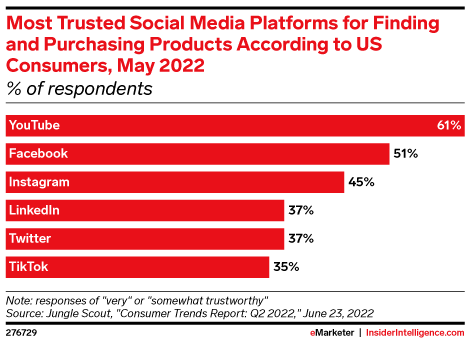 Most Trusted Social Media Platforms for Finding
and Purchasing Products According to US
Consumers, May 2022
% of respondents
YouTube 61%
Facebook 51%
Instagram 45%
LinkedIn 37%
Twitter 37%
TikTok 35%
Note: responses of "very" or "somewhat trustworthy"
Source: Jungle Scout, "Consumer Trends Report: Q2 2022," June 23, 2022
276729 eMarketer | InsiderIntelligence.com